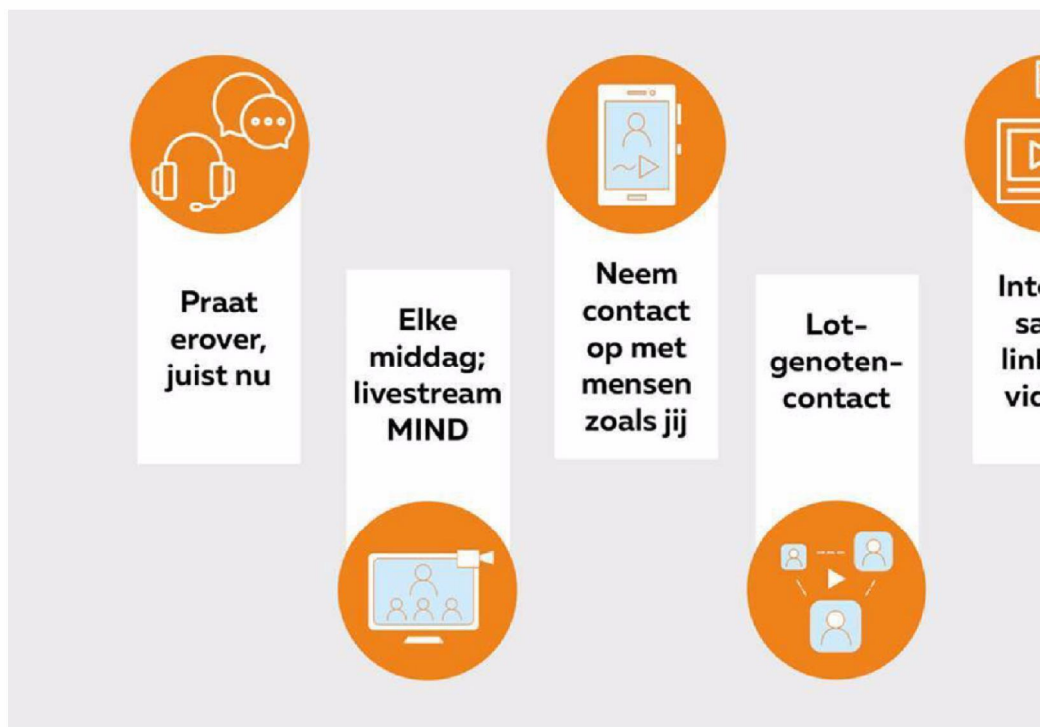 Praat
erover,
juist nu
Elke
middag;
livestream
MIND
Neem
contact
op met
mensen
zoals jij
Lot-
genoten-
contact